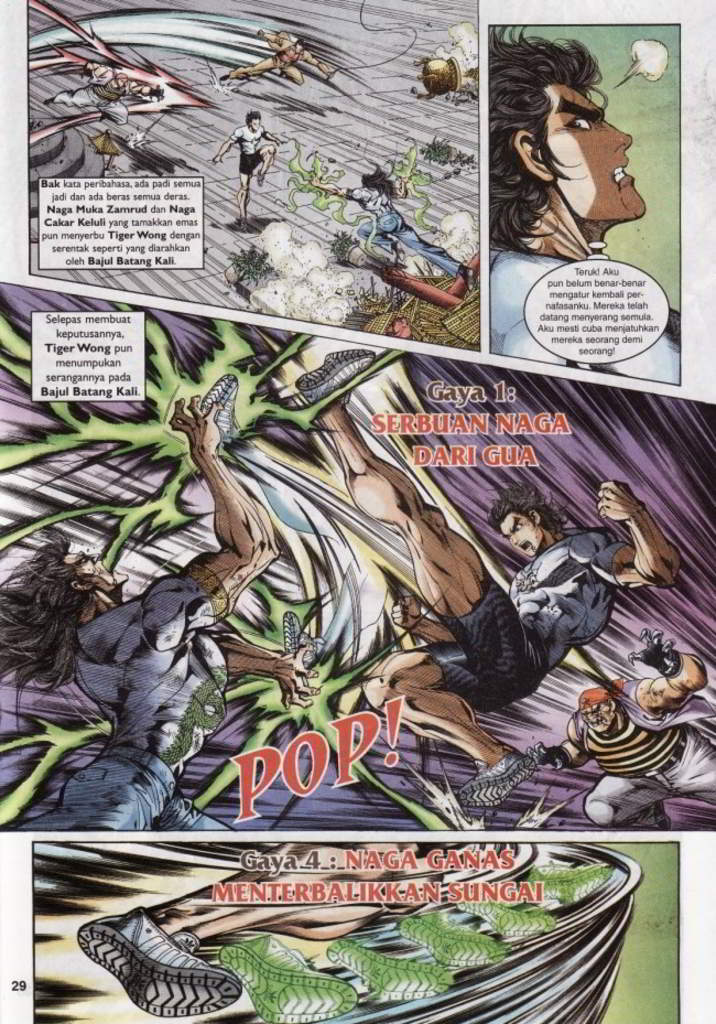 Bak kata peribahasa, ada padi semua
jadi dan ada beras semua deras.
Naga Muka Zamrud dan Naga
Cakar Keluli yang tamakkan emas
pun menyerbu Tiger Wong dengan
serentak seperti yang diarahkan
oleh Bajul Batang Kali.
Teruk! Aku
pun belum benar-benar
mengatur kembali per-
nafasanku. Mereka telah
datang menyerang semula.
Aku mesti cuba menjatuhkan
mereka seorang demi
seorang!
Selepas membuat
keputusannya,
Tiger Wong pun
menumpukan
serangannya pada
Bajul Batang Kali.
Gaya 1:
SERBUAN NAGA
DARI GUA
POP!
Gaya 4 : NAGA GANAS
MENTERBALIKKAN SUNGAI
29